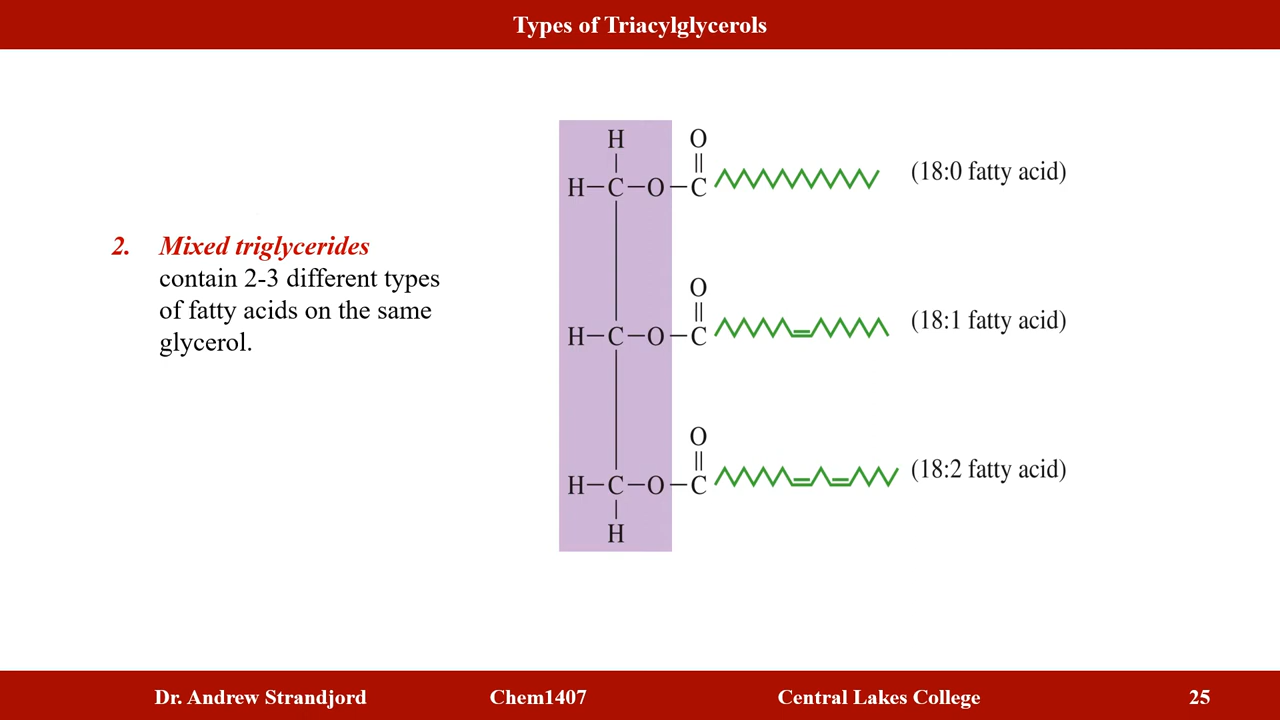 Types of Triacylglycerols
2. Mixed triglycerides
contain 2-3 different types
of fatty acids on the same
glycerol.
H O
H–C–O–C (18:0 fatty acid)
O
H–C–O–C (18:1 fatty acid)
O
H–C–O–C (18:2 fatty acid)
H
Dr. Andrew Strandjord Chem1407 Central Lakes College 25